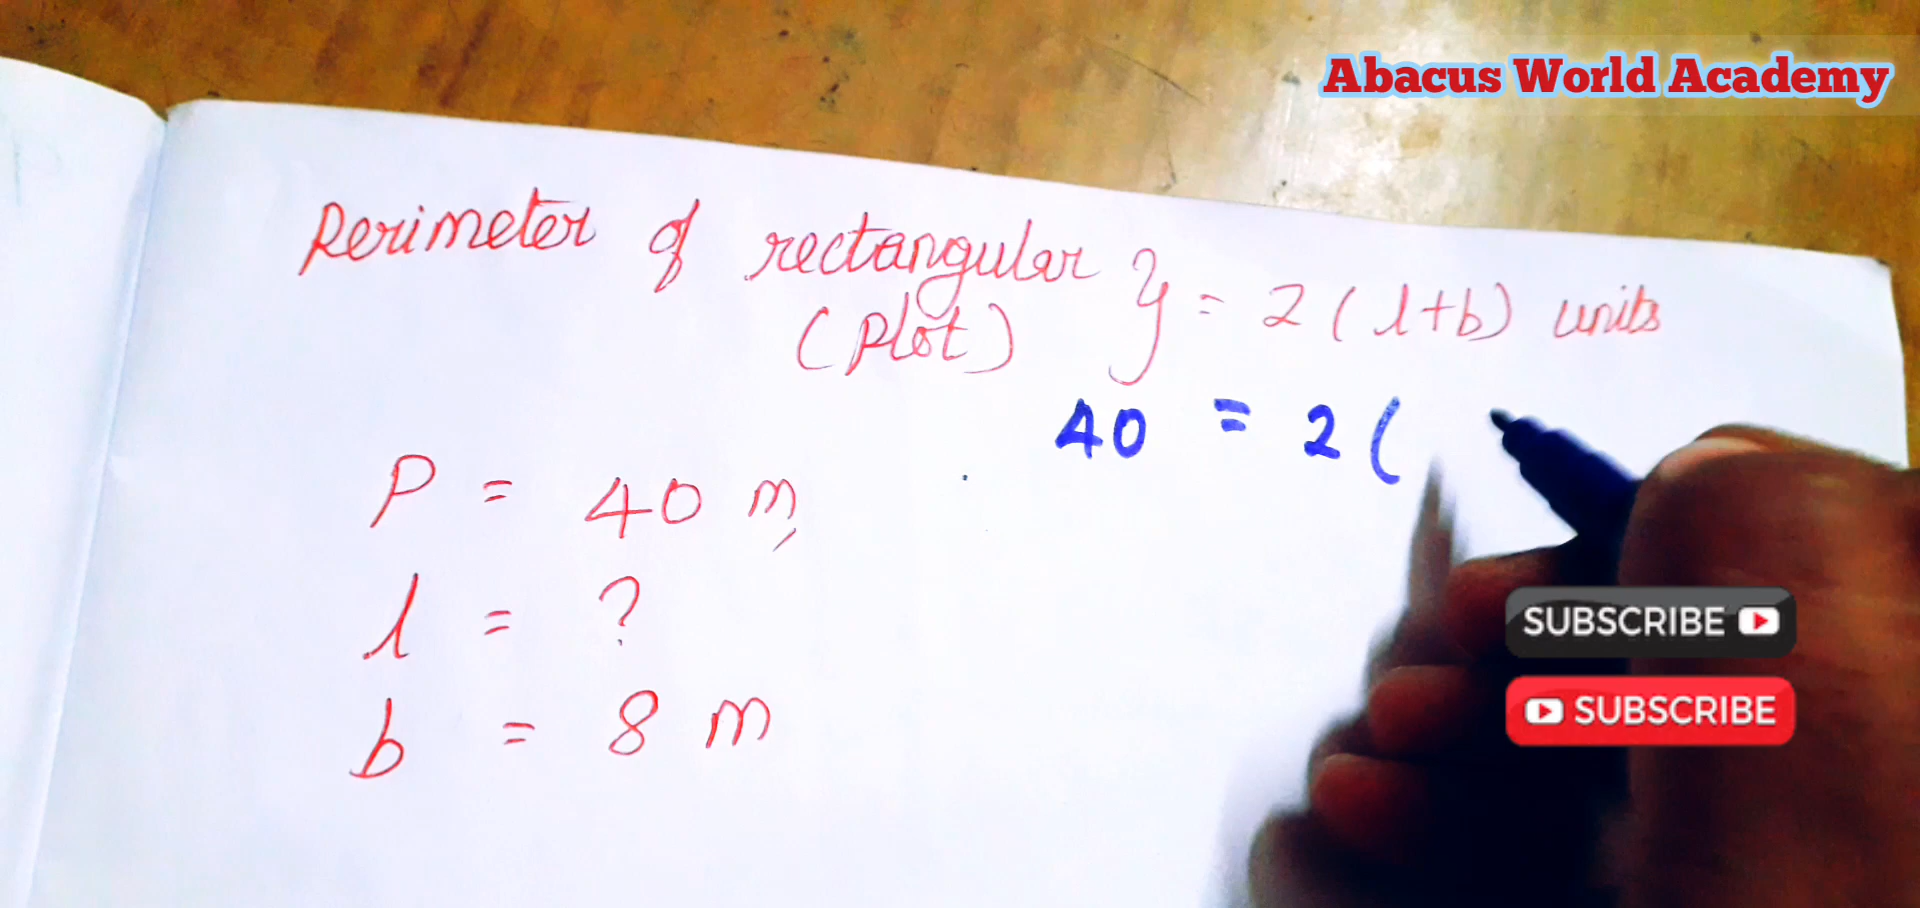 Abacus World Academy
Perimeter of rectangular } = 2 ( l + b ) units
( plot )
40 = 2 (
P = 40 m,
l = ?
b = 8 m
SUBSCRIBE
SUBSCRIBE